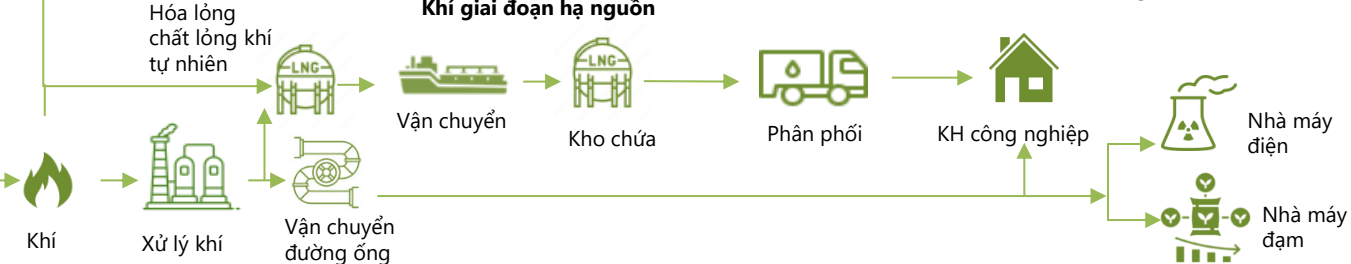 Khí giai đoạn hạ nguồn
Hóa lỏng
chất lỏng khí
tự nhiên
LNG
Vận chuyển
LNG
Kho chứa
Phân phối
KH công nghiệp
Nhà máy
điện
Khí
Xử lý khí
Vận chuyển
đường ống
Nhà máy
đạm